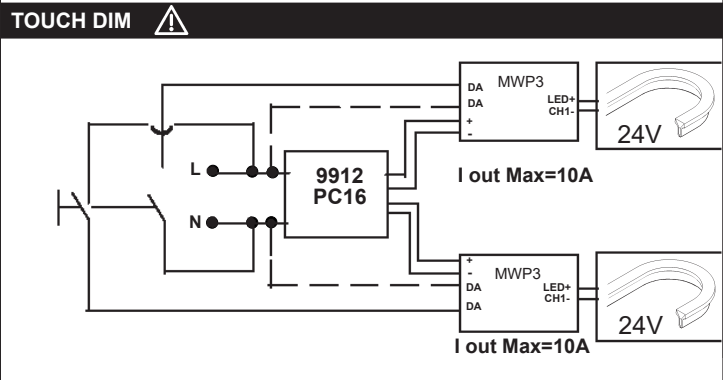 TOUCH DIM
DA
DA
+
-
MWP3
LED+
CH1-
24V
I out Max=10A
L
N
9912
PC16
+
-
DA
DA
MWP3
LED+
CH1-
24V
I out Max=10A